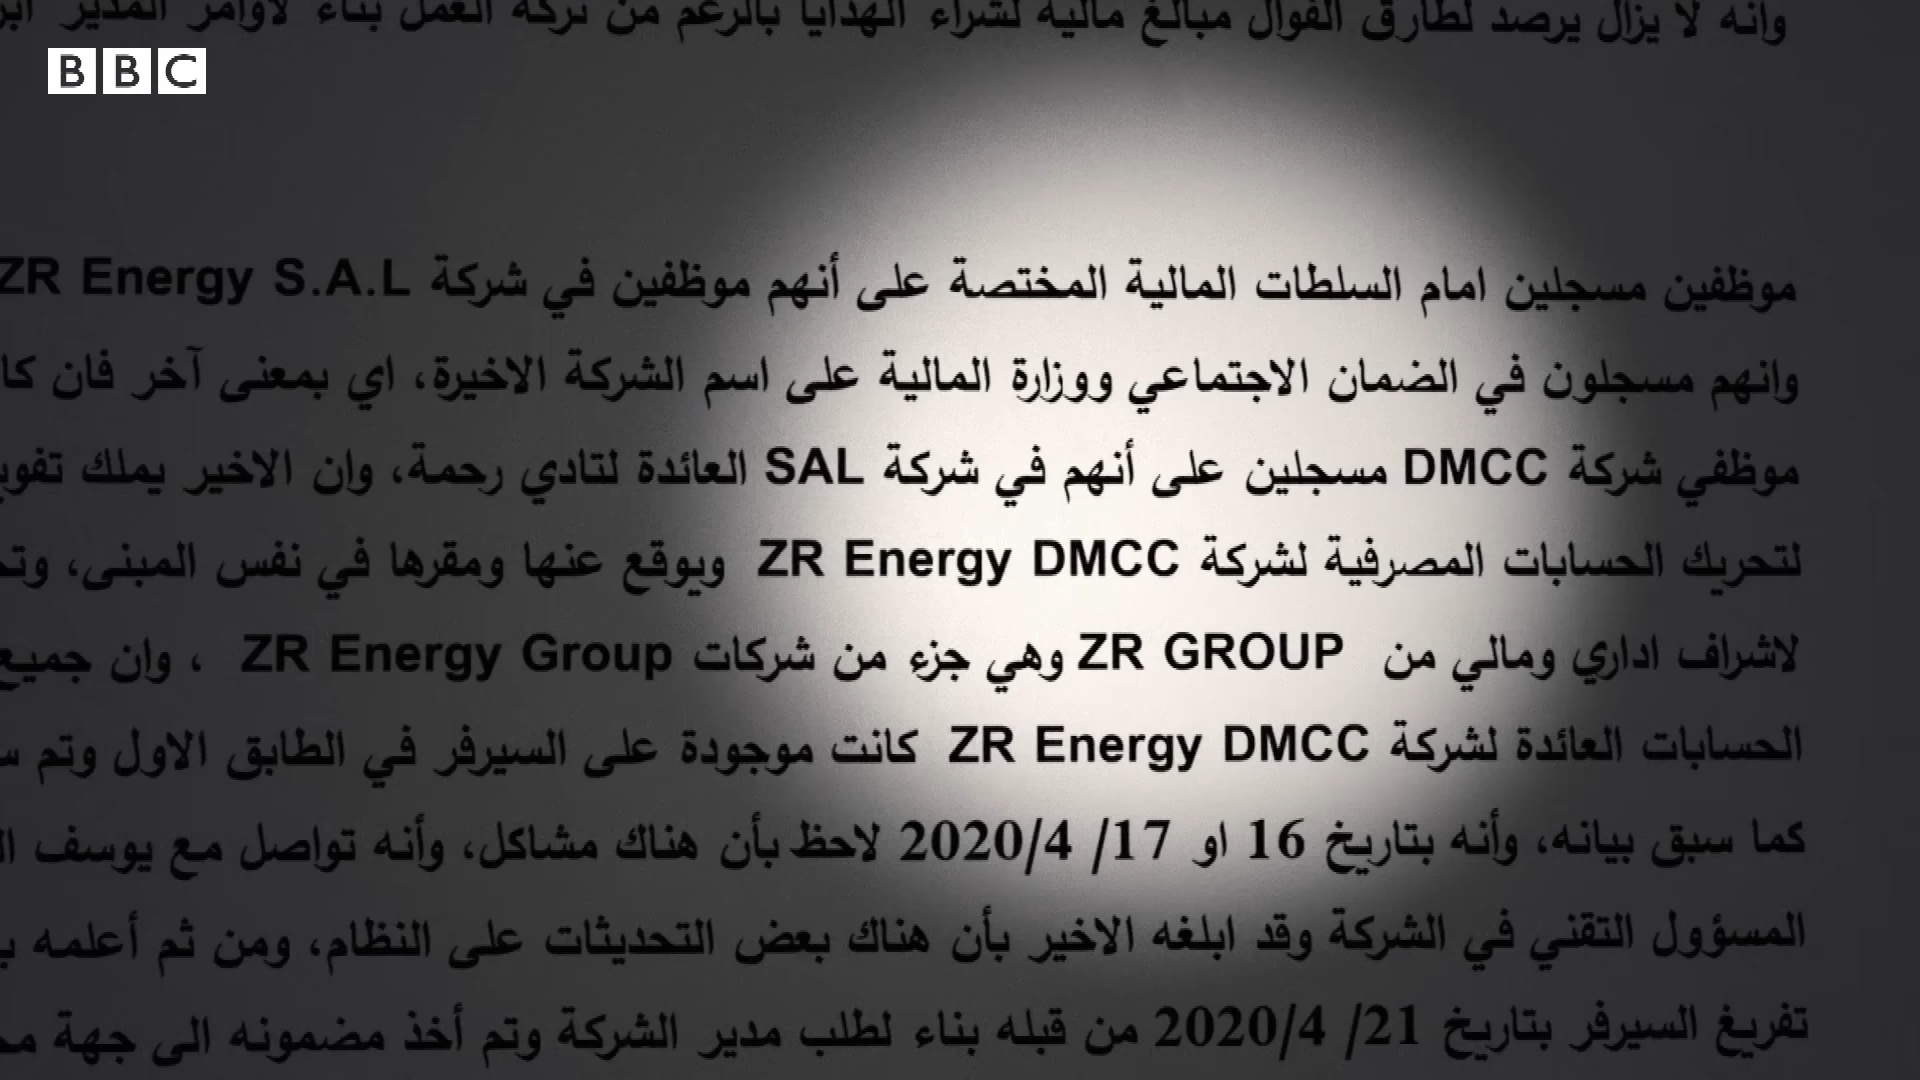 BBC
وانه لا يزال يرصد لطارق الفوال مبالغ مالية لشراء الهدايا بالرغم من تركه العمل بناء لاوامر المدير
موظفين مسجلين امام السلطات المالية المختصة على أنهم موظفين في شركة ZR Energy S.A.L
وانهم مسجلون في الضمان الاجتماعي ووزارة المالية على اسم الشركة الاخيرة، اي بمعنى آخر فان
موظفي شركة DMCC مسجلين على أنهم في شركة SAL العائدة لتادي رحمة، وان الاخير يملك
لتحريك الحسابات المصرفية لشركة ZR Energy DMCC ويوقع عنها ومقرها في نفس المبنى،
لاشراف اداري ومالي من ZR GROUP وهي جزء من شركات ZR Energy Group ، وان جميع
الحسابات العائدة لشركة ZR Energy DMCC كانت موجودة على السيرفر في الطابق الاول وتم
كما سبق بيانه، وأنه بتاريخ 16 او 17/ 2020/4 لاحظ بأن هناك مشاكل، وأنه تواصل مع يوسف
المسؤول التقني في الشركة وقد ابلغه الاخير بأن هناك بعض التحديثات على النظام، ومن ثم أعلمه
تفريغ السيرفر بتاريخ 21/ 2020/4 من قبله بناء لطلب مدير الشركة وتم أخذ مضمونه الى جهة